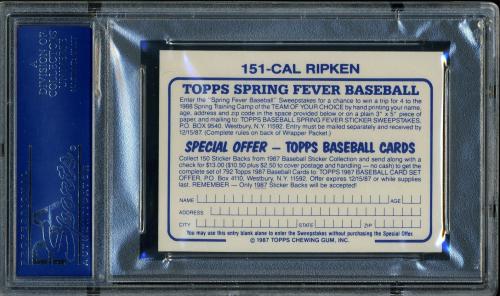 151-CAL RIPKEN
TOPPS SPRING FEVER BASEBALL
Enter the "Spring Fever Baseball" Sweepstakes for a chance to win a trip for 4 to the
1988 Spring Training Camp of the TEAM OF YOUR CHOICE by hand printing your name,
address and zip code in the space provided below or on a plain 3" x 5" piece of
paper, and mailing to: TOPPS BASEBALL SPRING FEVER STICKER SWEEPSTAKES,
P.O. BOX 9540, Westbury, N.Y. 11592. Entry must be mailed separately and received by
12/15/87. (Complete rules on back of Wrapper Packet.)
SPECIAL OFFER – TOPPS BASEBALL CARDS
Collect 150 Sticker Backs from 1987 Baseball Sticker Collection and send along with a
check for $13.00 ($10.50 plus $2.50 to cover postage and handling — no cash) to get the
complete set of 792 Topps 1987 Baseball Cards to: TOPPS 1987 BASEBALL CARD SET
OFFER, P.O. BOX 4110, Westbury, N.Y. 11592. Offer expires 12/15/87 or while supplies
last. REMEMBER — Only 1987 Sticker Backs will be accepted!
NAME AGE
ADDRESS
CITY STATE ZIP
You may use this entry blank alone to enter the Sweepstakes without purchasing the Special Offer.
© 1987 TOPPS CHEWING GUM, INC.
A
DIVISION OF
COLLECTORS
UNIVERSE